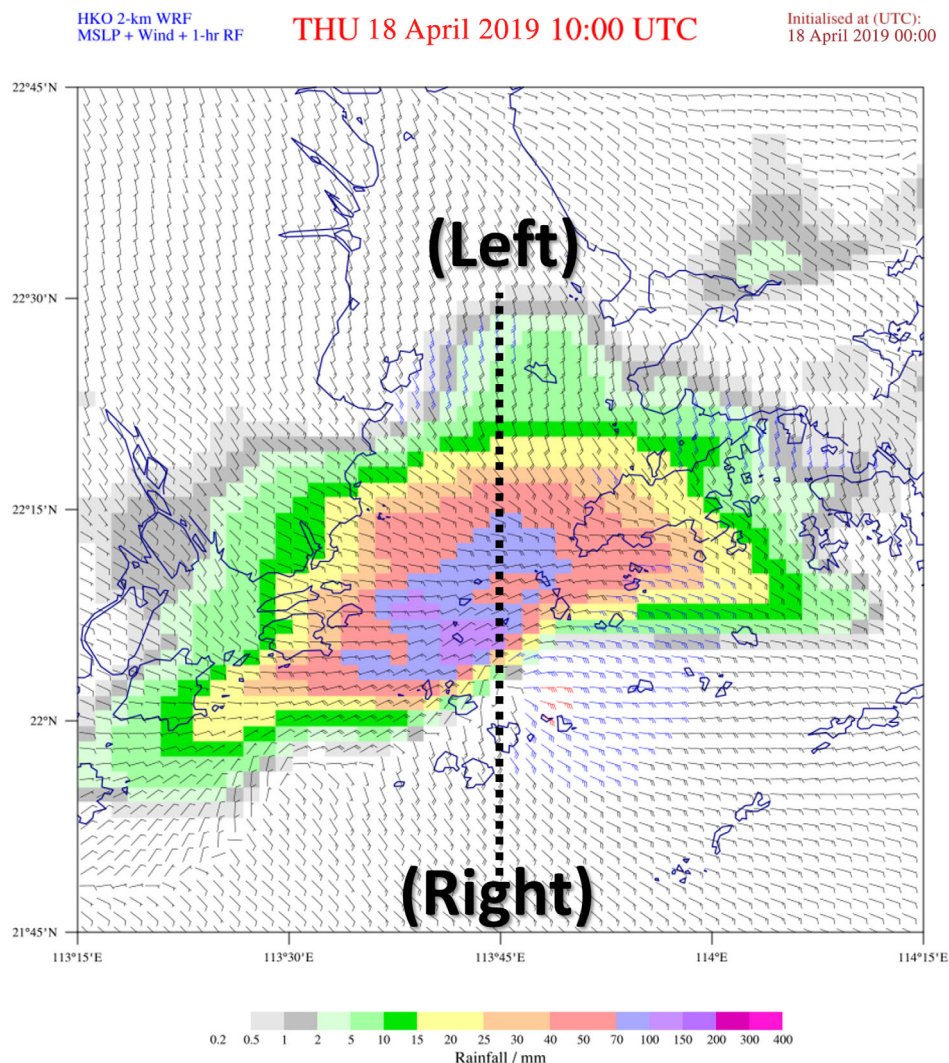 HKO 2-km WRF
MSLP + Wind + 1-hr RF
THU 18 April 2019 10:00 UTC
Initialised at (UTC):
18 April 2019 00:00
22°45'N
(Left)
22°30'N
22°15'N
22°N
(Right)
21°45'N
113°15'E 113°30'E 113°45'E 114°E 114°15'E
0.2 0.5 1 2 5 10 15 20 25 30 40 50 70 100 150 200 300 400
Rainfall / mm